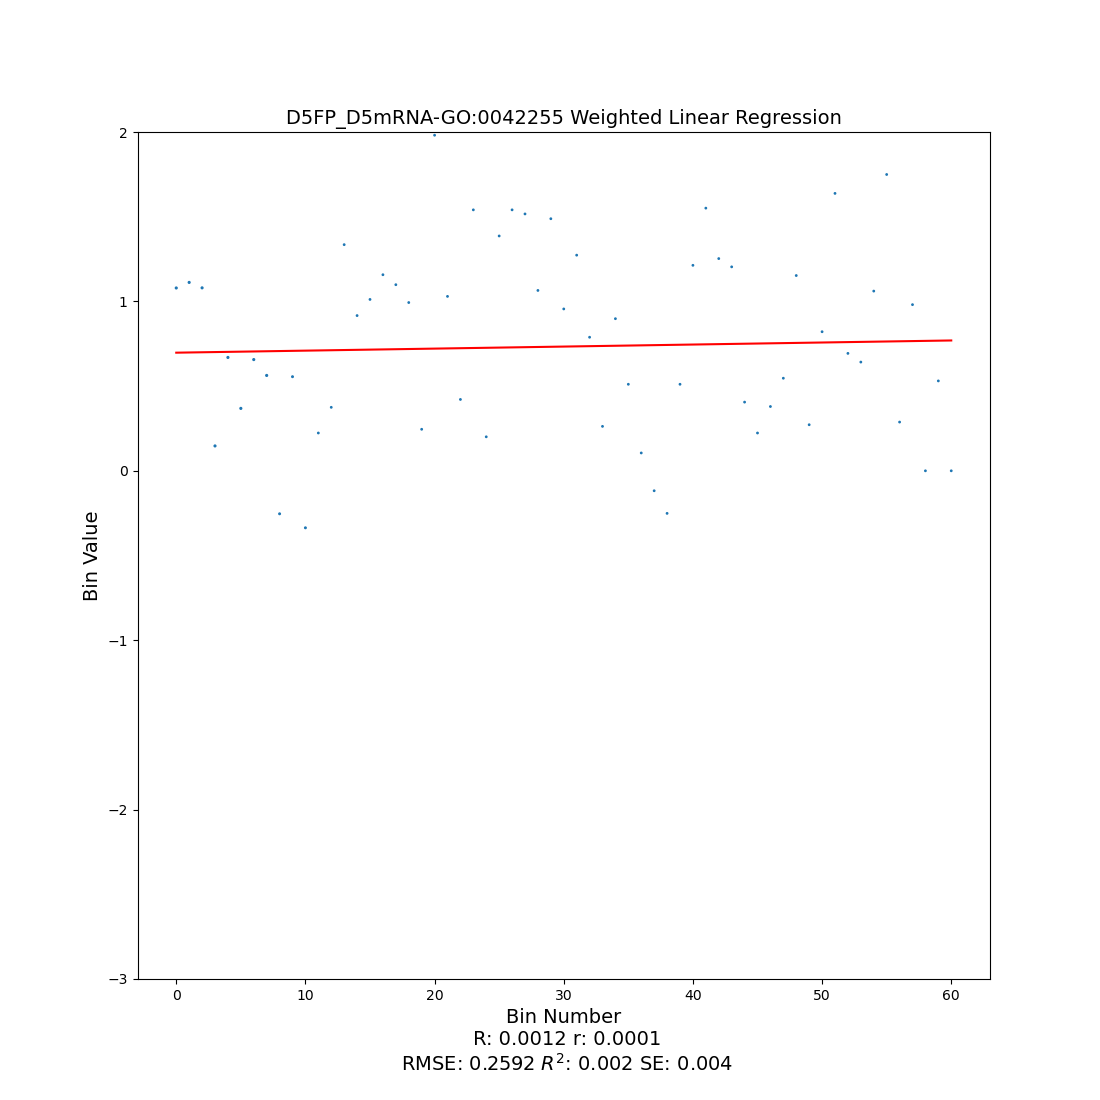 D5FP_D5mRNA-GO:0042255 Weighted Linear Regression
2
1
0
−1
−2
−3
Bin Value
0 10 20 30 40 50 60
Bin Number
R: 0.0012 r: 0.0001
RMSE: 0.2592 R²: 0.002 SE: 0.004